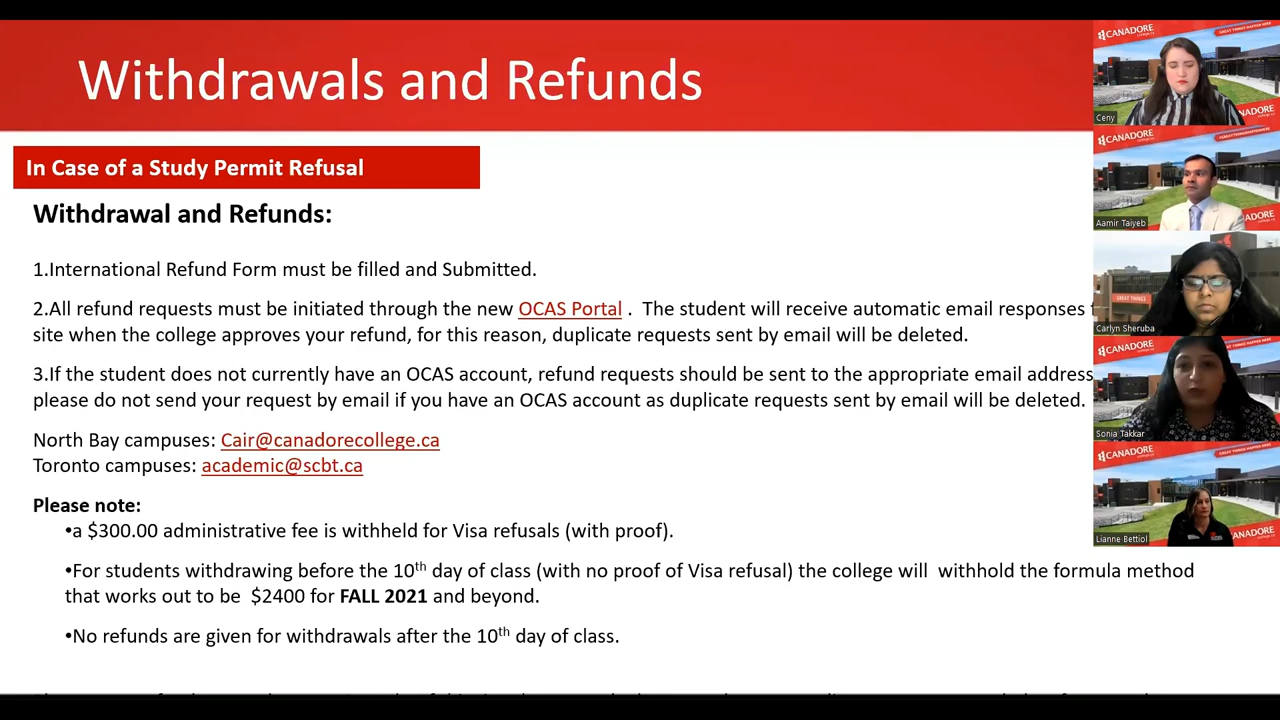 Withdrawals and Refunds
In Case of a Study Permit Refusal
Withdrawal and Refunds:
1.International Refund Form must be filled and Submitted.
2.All refund requests must be initiated through the new OCAS Portal . The student will receive automatic email responses
site when the college approves your refund, for this reason, duplicate requests sent by email will be deleted.
3.If the student does not currently have an OCAS account, refund requests should be sent to the appropriate email address
please do not send your request by email if you have an OCAS account as duplicate requests sent by email will be deleted.
North Bay campuses: Cair@canadorecollege.ca
Toronto campuses: academic@scbt.ca
Please note:
•a $300.00 administrative fee is withheld for Visa refusals (with proof).
•For students withdrawing before the 10th day of class (with no proof of Visa refusal) the college will withhold the formula method
that works out to be $2400 for FALL 2021 and beyond.
•No refunds are given for withdrawals after the 10th day of class.
CANADORE
GREAT THINGS HAPPEN HERE
NADORE
Ceny
CANADORE
ADORE
Aamir Taiyeb
GREAT THINGS
Carlyn Sheruba
CANADORE
Sonia Takkar
CANADORE
ANADORE
Lianne Bettiol